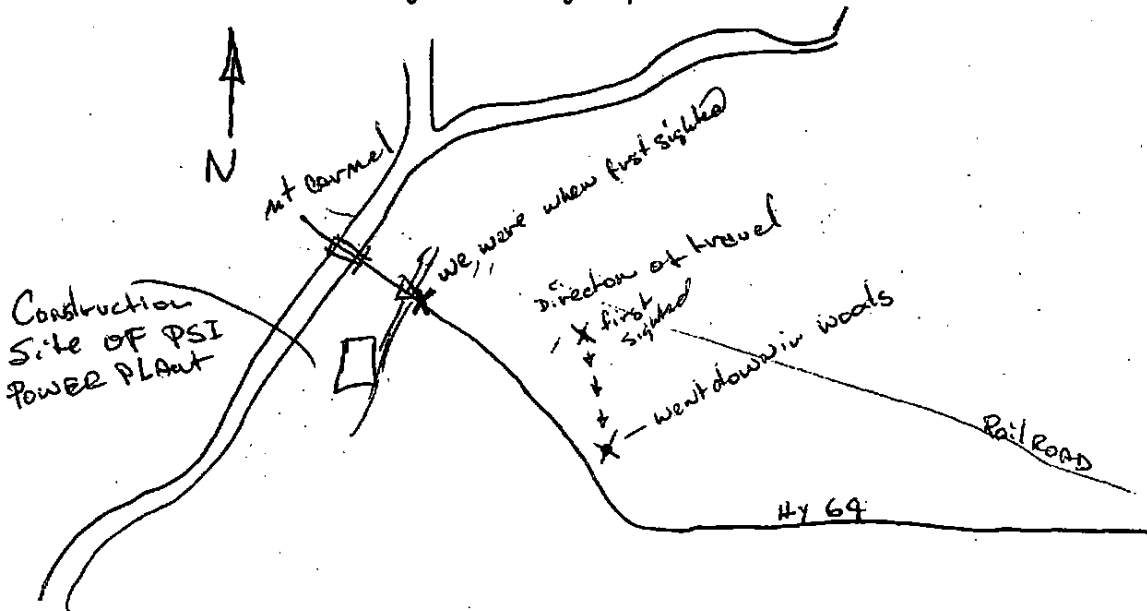 N
mt Carmel
we were when first sighted
Direction of travel
X first
sighted
went down in woods
Construction
Site OF PSI
POWER PLANT
RailROAD
Hy 64